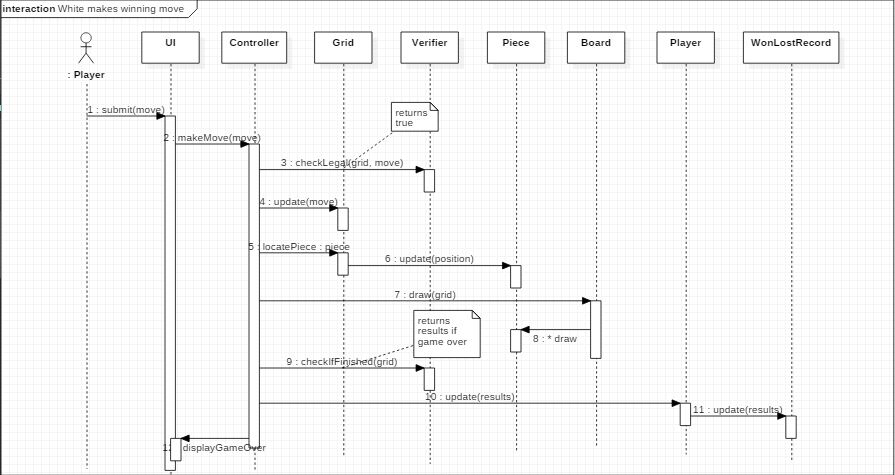 interaction White makes winning move
UI
Controller
Grid
Verifier
Piece
Board
Player
WonLostRecord
: Player
1 : submit(move)
returns
true
2 : makeMove(move)
3 : checkLegal(grid, move)
4 : update(move)
5 : locatePiece : piece
6 : update(position)
7 : draw(grid)
returns
results if
game over
8 : * draw
9 : checkIfFinished(grid)
10 : update(results)
11 : update(results)
displayGameOver